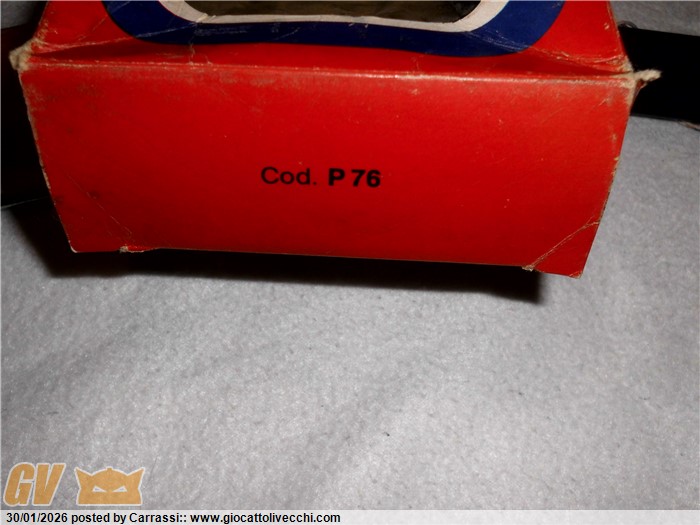 Cod. P 76
GV
30/01/2026 posted by Carrassi:: www.giocattolivecchi.com